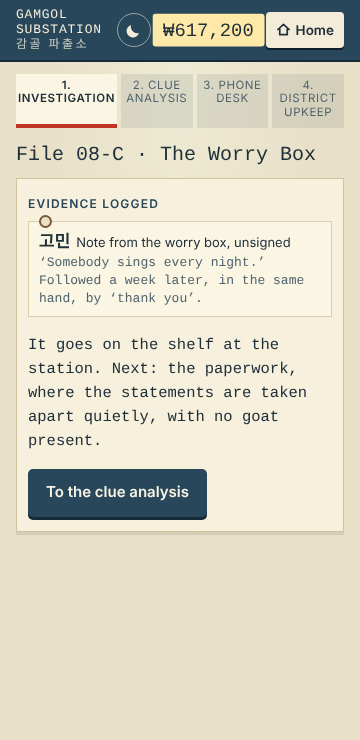 GAMGOL
SUBSTATION
감골 파출소
₩617,200
Home
1.
INVESTIGATION
2. CLUE
ANALYSIS
3. PHONE
DESK
4.
DISTRICT
UPKEEP
File 08-C · The Worry Box
EVIDENCE LOGGED
고민 Note from the worry box, unsigned
‘Somebody sings every night.’
Followed a week later, in the same
hand, by ‘thank you’.
It goes on the shelf at the
station. Next: the paperwork,
where the statements are taken
apart quietly, with no goat
present.
To the clue analysis